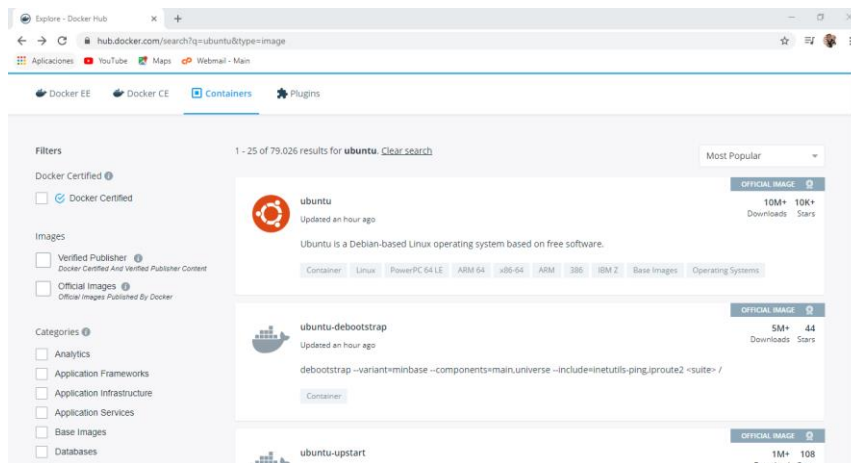 Explore - Docker Hub
hub.docker.com/search?q=ubuntu&type=image
Aplicaciones YouTube Maps Webmail - Main
Docker EE Docker CE Containers Plugins
Filters
1 - 25 of 79.026 results for ubuntu. Clear search
Most Popular
Docker Certified
Docker Certified
Images
Verified Publisher
Docker Certified And Verified Publisher Content
Official Images
Official Images Published By Docker
Categories
Analytics
Application Frameworks
Application Infrastructure
Application Services
Base Images
Databases
OFFICIAL IMAGE
ubuntu
10M+ 10K+
Downloads Stars
Updated an hour ago
Ubuntu is a Debian-based Linux operating system based on free software.
Container Linux PowerPC 64 LE ARM 64 x86-64 ARM 386 IBM Z Base Images Operating Systems
OFFICIAL IMAGE
ubuntu-debootstrap
5M+ 44
Downloads Stars
Updated an hour ago
debootstrap --variant=minbase --components=main,universe --include=inetutils-ping,iproute2 <suite> /
Container
OFFICIAL IMAGE
ubuntu-upstart
1M+ 108